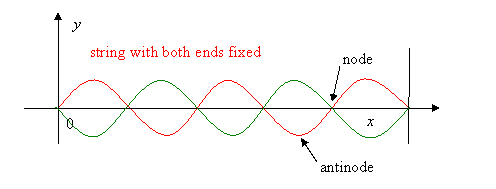 y
string with both ends fixed
node
0
x
antinode